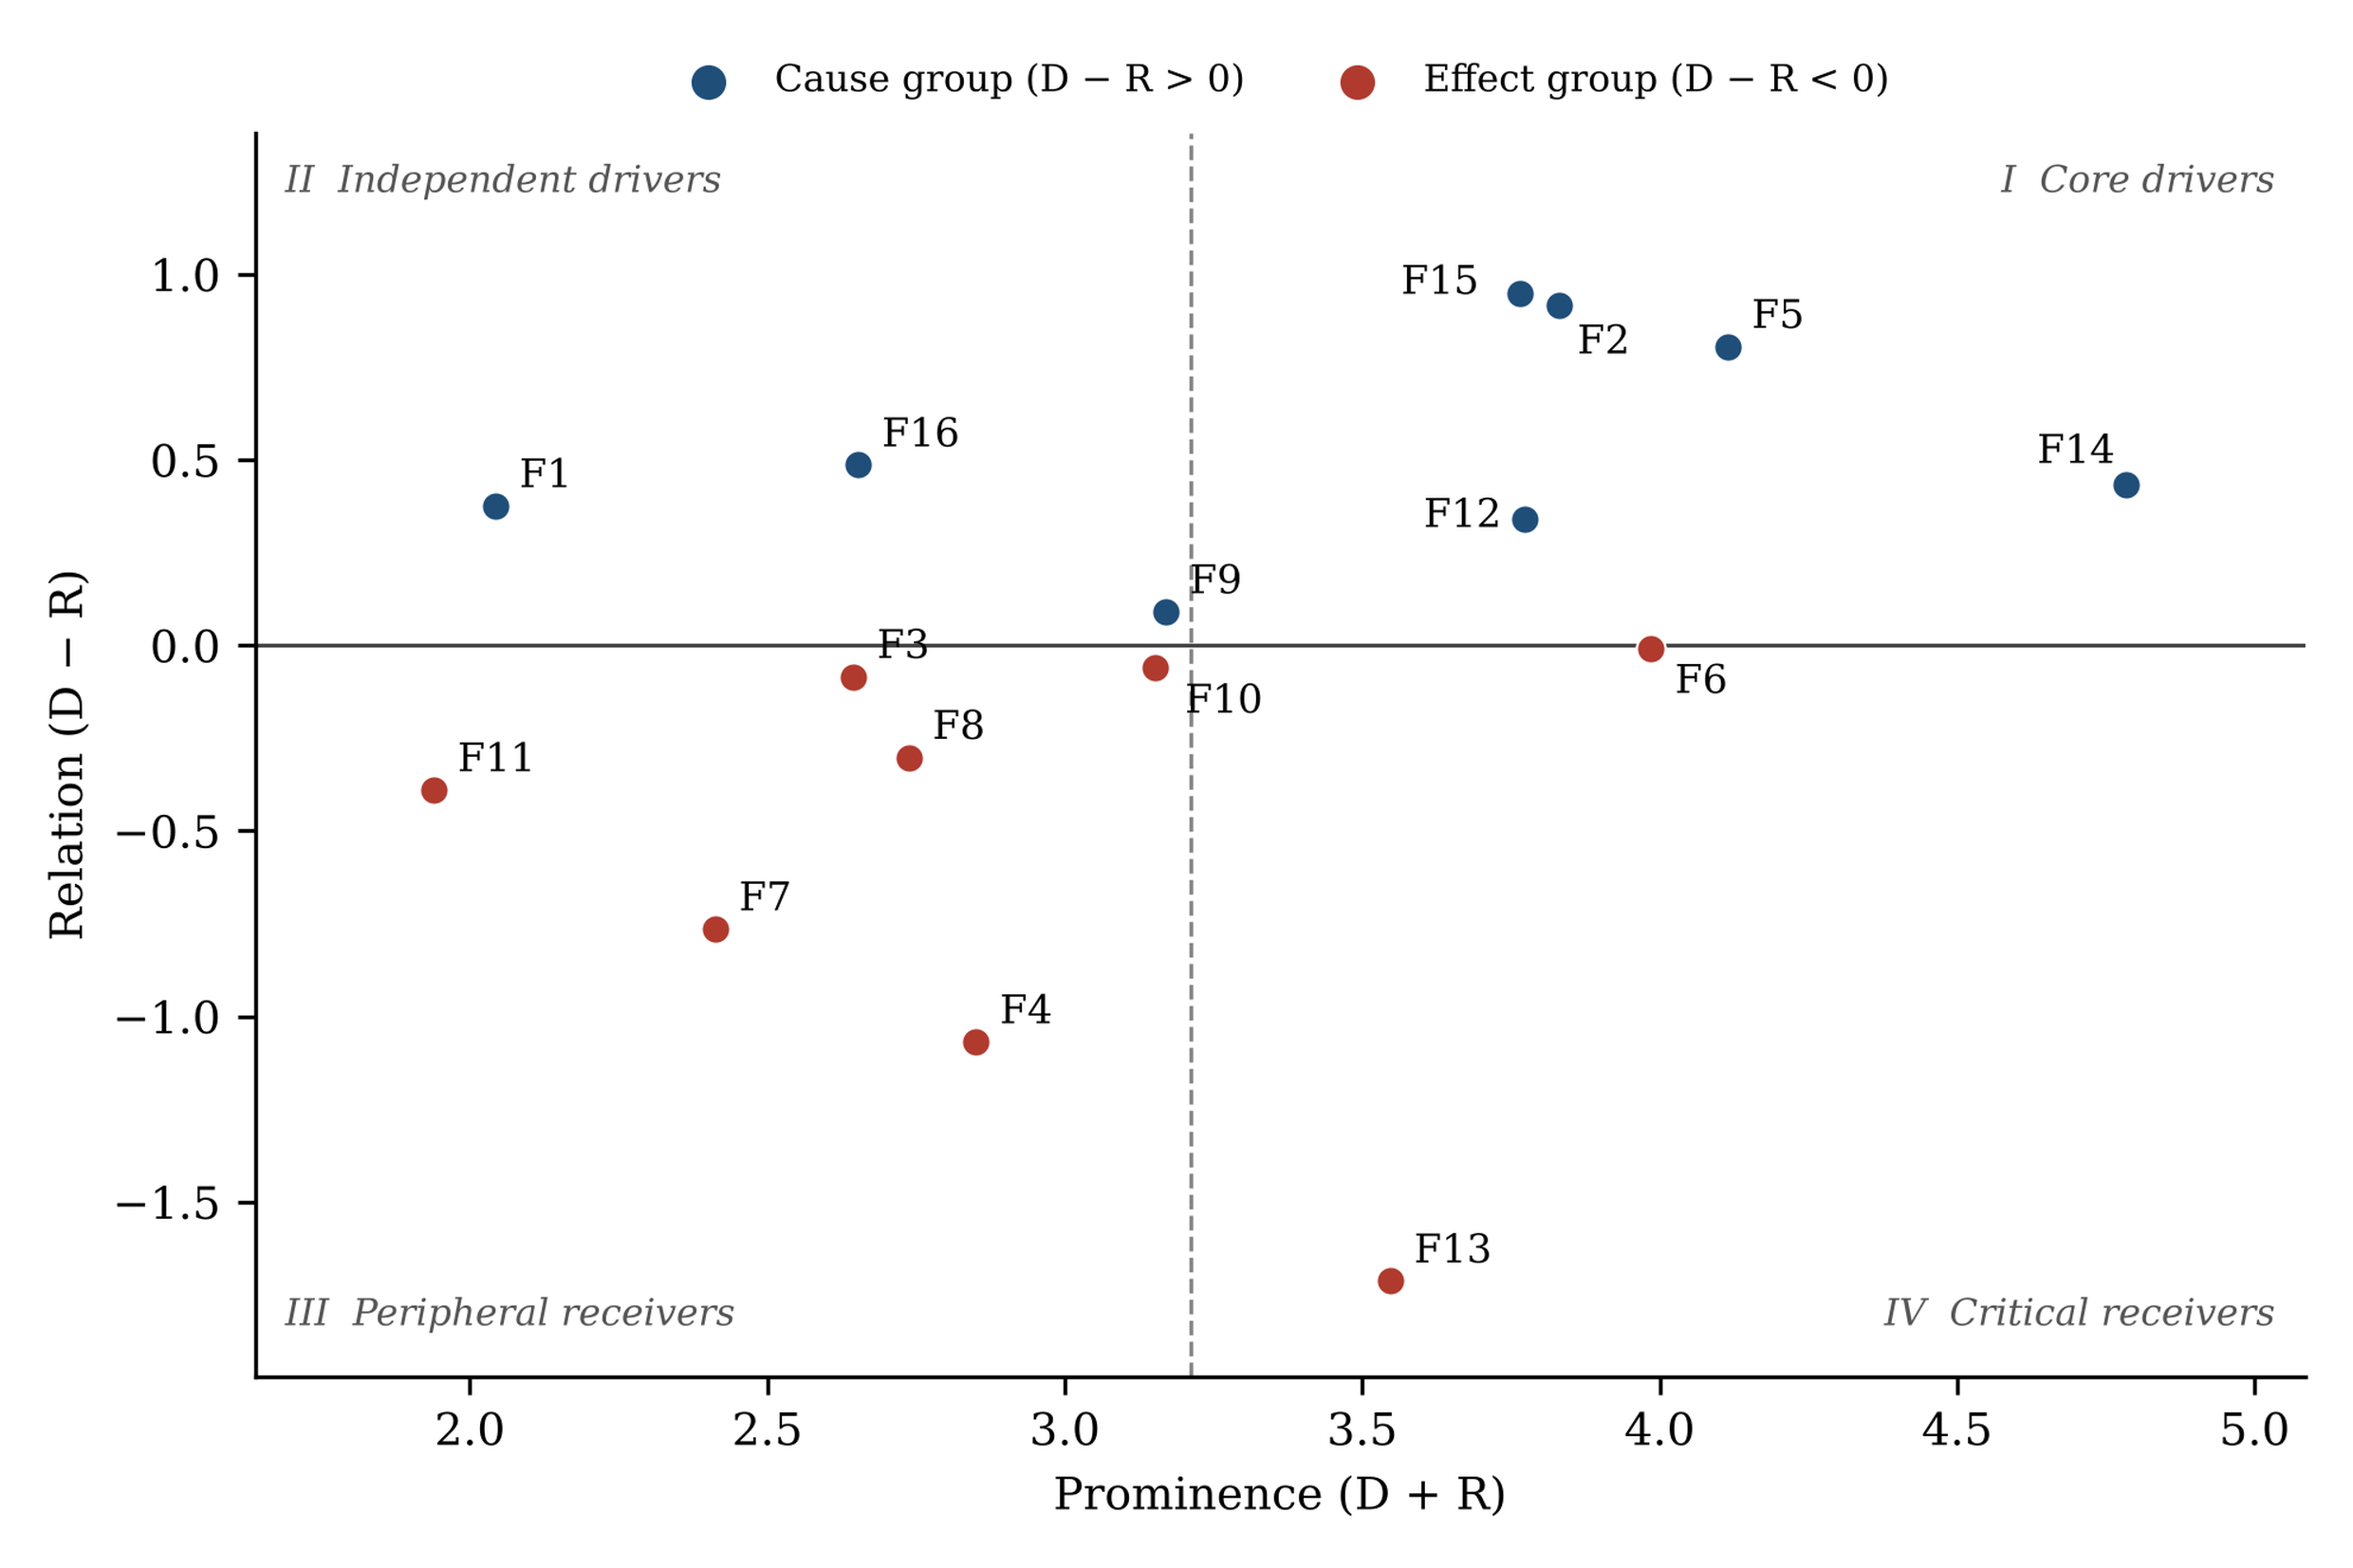 Cause group (D − R > 0)
Effect group (D − R < 0)
II Independent drivers
I Core drivers
1.0
0.5
0.0
−0.5
−1.0
−1.5
Relation (D − R)
F15
F2
F5
F16
F14
F1
F12
F9
F3
F6
F10
F8
F11
F7
F4
F13
III Peripheral receivers
IV Critical receivers
2.0
2.5
3.0
3.5
4.0
4.5
5.0
Prominence (D + R)